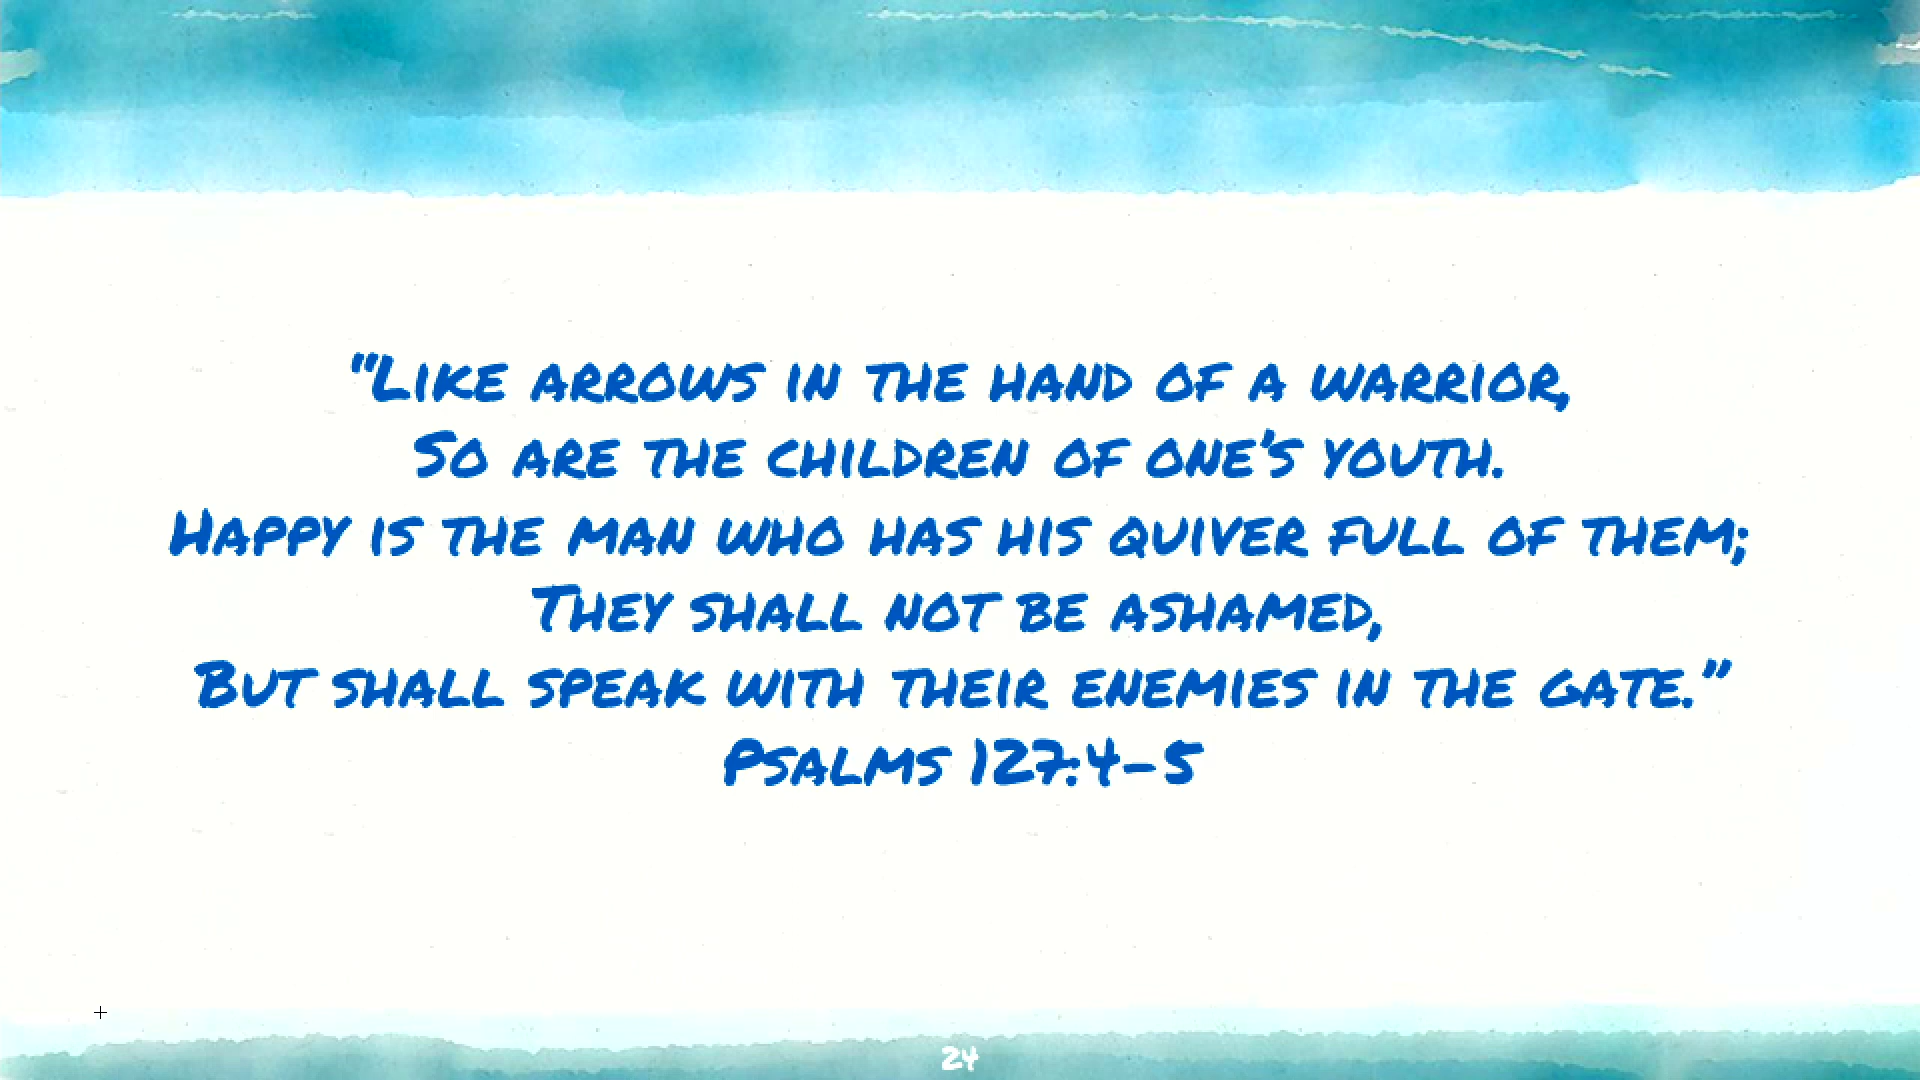 “Like arrows in the hand of a warrior,
So are the children of one’s youth.
Happy is the man who has his quiver full of them;
They shall not be ashamed,
But shall speak with their enemies in the gate.”
Psalms 127:4-5
24